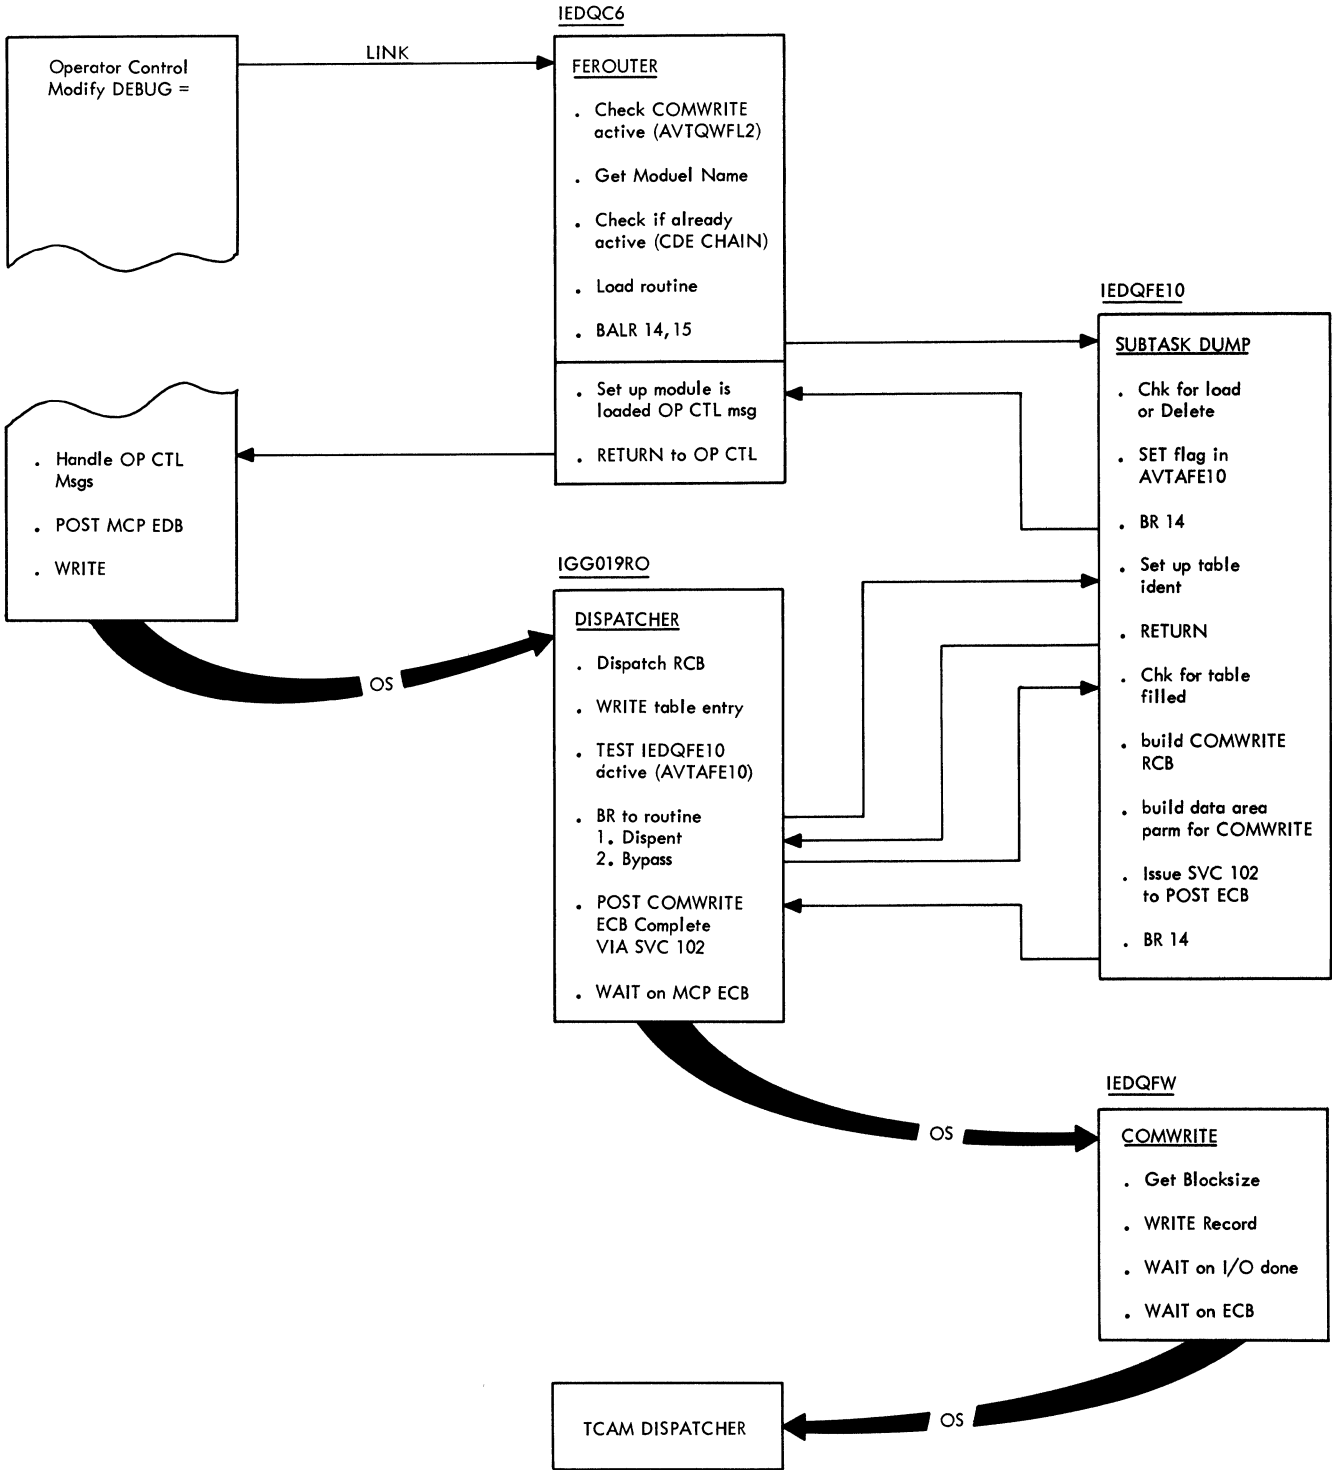 IEDQC6
Operator Control
Modify DEBUG =
LINK
FEROUTER
. Check COMWRITE
active (AVTQWFL2)
. Get Moduel Name
. Check if already
active (CDE CHAIN)
. Load routine
. BALR 14,15
. Set up module is
loaded OP CTL msg
. RETURN to OP CTL
IEDQFE10
SUBTASK DUMP
. Chk for load
or Delete
. SET flag in
AVTAFE10
. BR 14
. Set up table
ident
. RETURN
. Chk for table
filled
. build COMWRITE
RCB
. build data area
parm for COMWRITE
. Issue SVC 102
to POST ECB
. BR 14
. Handle OP CTL
Msgs
. POST MCP EDB
. WRITE
OS
IGG019RO
DISPATCHER
. Dispatch RCB
. WRITE table entry
. TEST IEDQFE10
active (AVTAFE10)
. BR to routine
1. Dispent
2. Bypass
. POST COMWRITE
ECB Complete
VIA SVC 102
. WAIT on MCP ECB
OS
IEDQFW
COMWRITE
. Get Blocksize
. WRITE Record
. WAIT on I/O done
. WAIT on ECB
OS
TCAM DISPATCHER